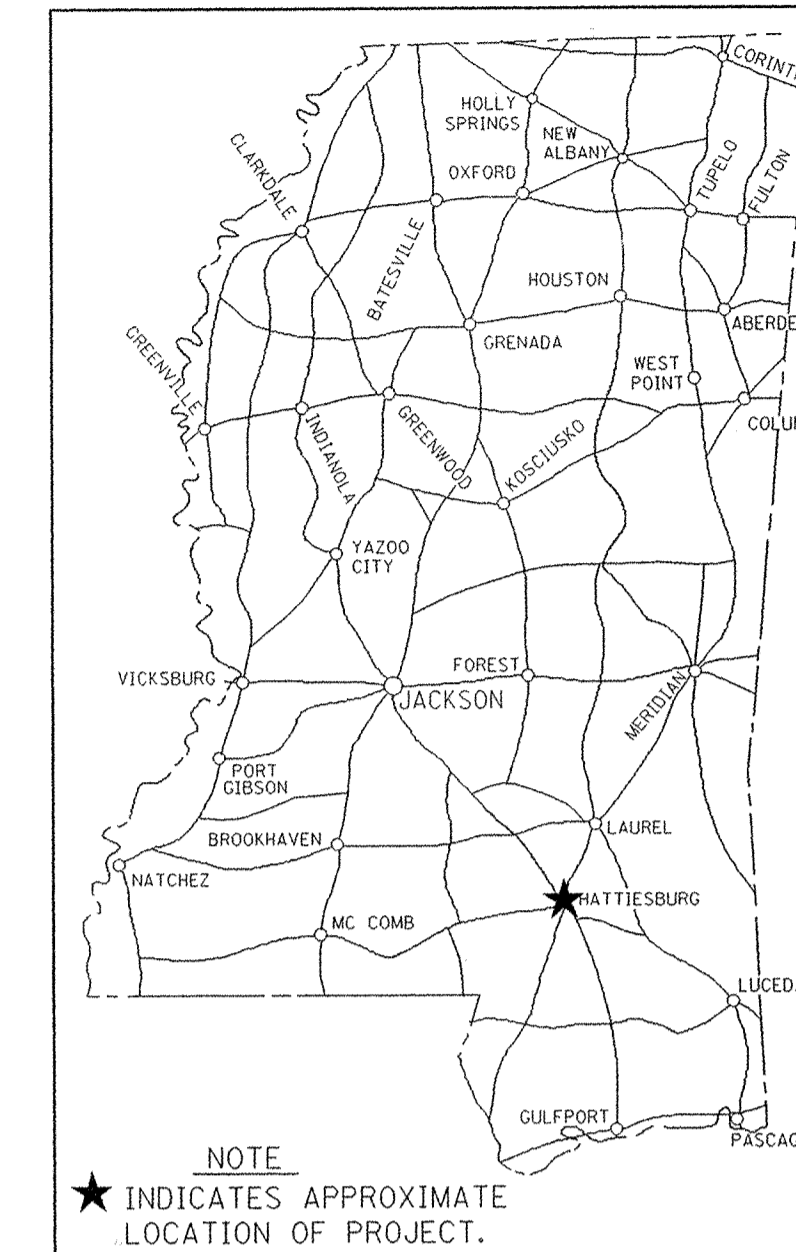 CORINT
HOLLY
SPRINGS
NEW
ALBANY
CLARKDALE
OXFORD
TUPELO
FULTON
BATESVILLE
HOUSTON
ABERDE
GRENADA
GREENVILLE
WEST
POINT
COLU
INDIANOLA
GREENWOOD
KOSCIUSKO
YAZOO
CITY
VICKSBURG
FOREST
JACKSON
MERIDIAN
PORT
GIBSON
BROOKHAVEN
LAUREL
NATCHEZ
HATTIESBURG
MC COMB
LUCED
GULFPORT
PASCAG
NOTE
INDICATES APPROXIMATE
LOCATION OF PROJECT.